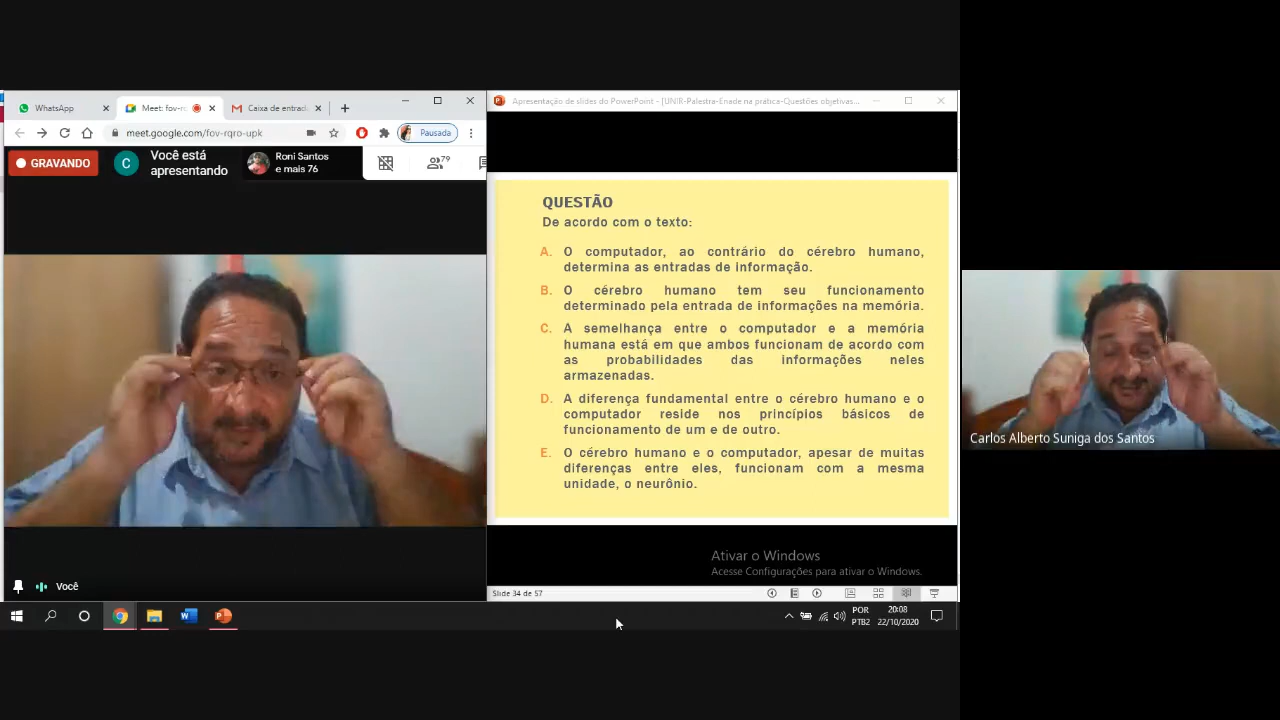 WhatsApp
Meet: fov-rq
Caixa de entrad
meet.google.com/fov-rqro-upk
Pausada
GRAVANDO
C
Você está
apresentando
Roni Santos
e mais 76
79
Você
Apresentação de slides do PowerPoint - [UNIR-Palestra-Enade na prática-Questões objetivas...
QUESTÃO
De acordo com o texto:
A. O computador, ao contrário do cérebro humano,
determina as entradas de informação.
B. O cérebro humano tem seu funcionamento
determinado pela entrada de informações na memória.
C. A semelhança entre o computador e a memória
humana está em que ambos funcionam de acordo com
as probabilidades das informações neles
armazenadas.
D. A diferença fundamental entre o cérebro humano e o
computador reside nos princípios básicos de
funcionamento de um e de outro.
E. O cérebro humano e o computador, apesar de muitas
diferenças entre eles, funcionam com a mesma
unidade, o neurônio.
Ativar o Windows
Acesse Configurações para ativar o Windows.
Slide 34 de 57
POR
PTB2
20:08
22/10/2020
Carlos Alberto Suniga dos Santos